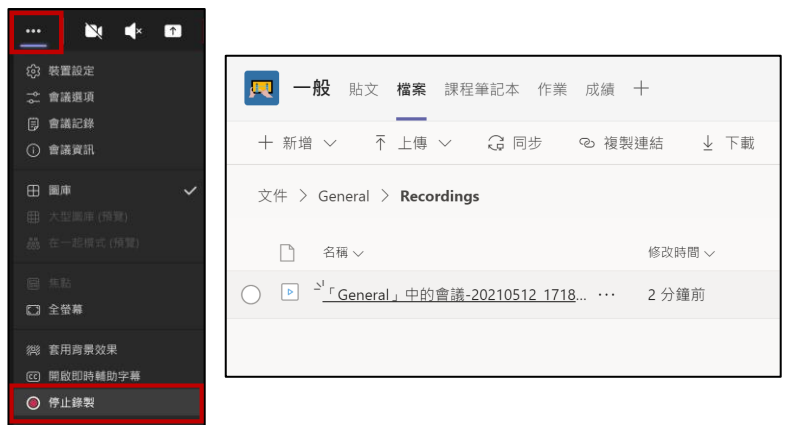 裝置設定
會議選項
會議記錄
會議資訊
圖庫
大型圖庫 (預覽)
在一起模式 (預覽)
焦點
全螢幕
套用背景效果
CC 開啟即時輔助字幕
停止錄製
一般 貼文 檔案 課程筆記本 作業 成績
新增 上傳 同步 複製連結 下載
文件 > General > Recordings
名稱 修改時間
「General」中的會議-20210512_1718... ··· 2 分鐘前